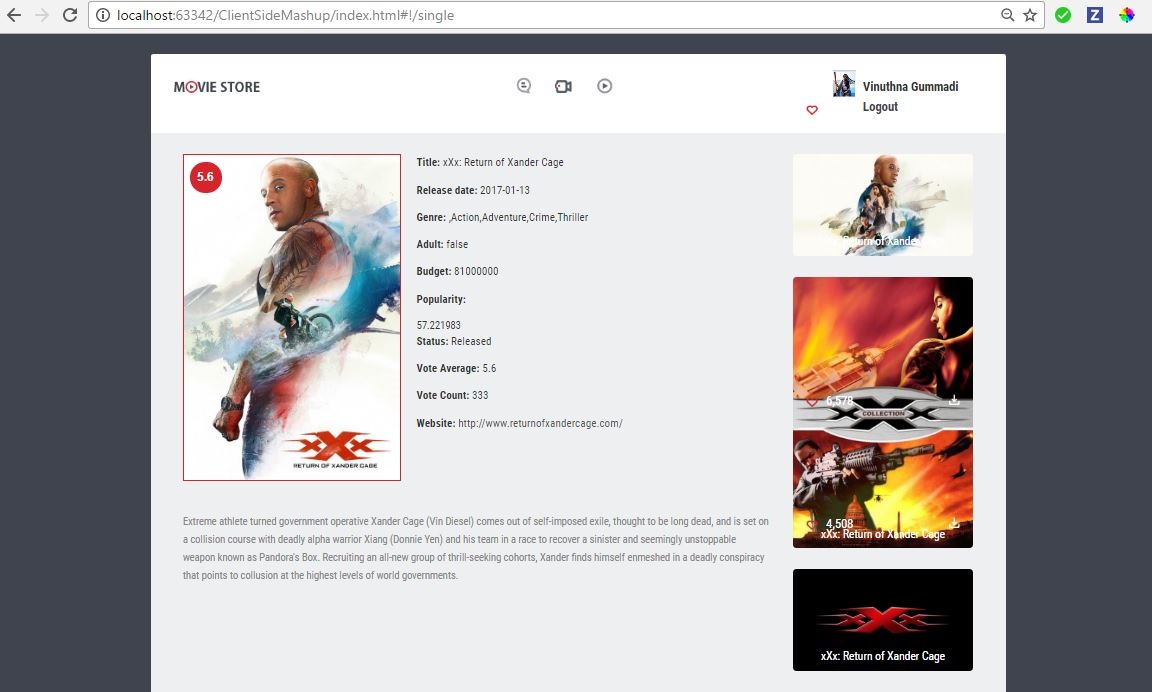 localhost:63342/ClientSideMashup/index.html#!/single
Z
MOVIE STORE
Vinuthna Gummadi
Logout
5.6
XXX
RETURN OF XANDER CAGE
Title: xXx: Return of Xander Cage
Release date: 2017-01-13
Genre: ,Action,Adventure,Crime,Thriller
Adult: false
Budget: 81000000
Popularity:
57.221983
Status: Released
Vote Average: 5.6
Vote Count: 333
Website: http://www.returnofxandercage.com/
Extreme athlete turned government operative Xander Cage (Vin Diesel) comes out of self-imposed exile, thought to be long dead, and is set on
a collision course with deadly alpha warrior Xiang (Donnie Yen) and his team in a race to recover a sinister and seemingly unstoppable
weapon known as Pandora's Box. Recruiting an all-new group of thrill-seeking cohorts, Xander finds himself enmeshed in a deadly conspiracy
that points to collusion at the highest levels of world governments.
xXx: Return of Xander Cage
6,578
XXX
COLLECTION
4,508
xXx: Return of Xander Cage
X
xXx: Return of Xander Cage